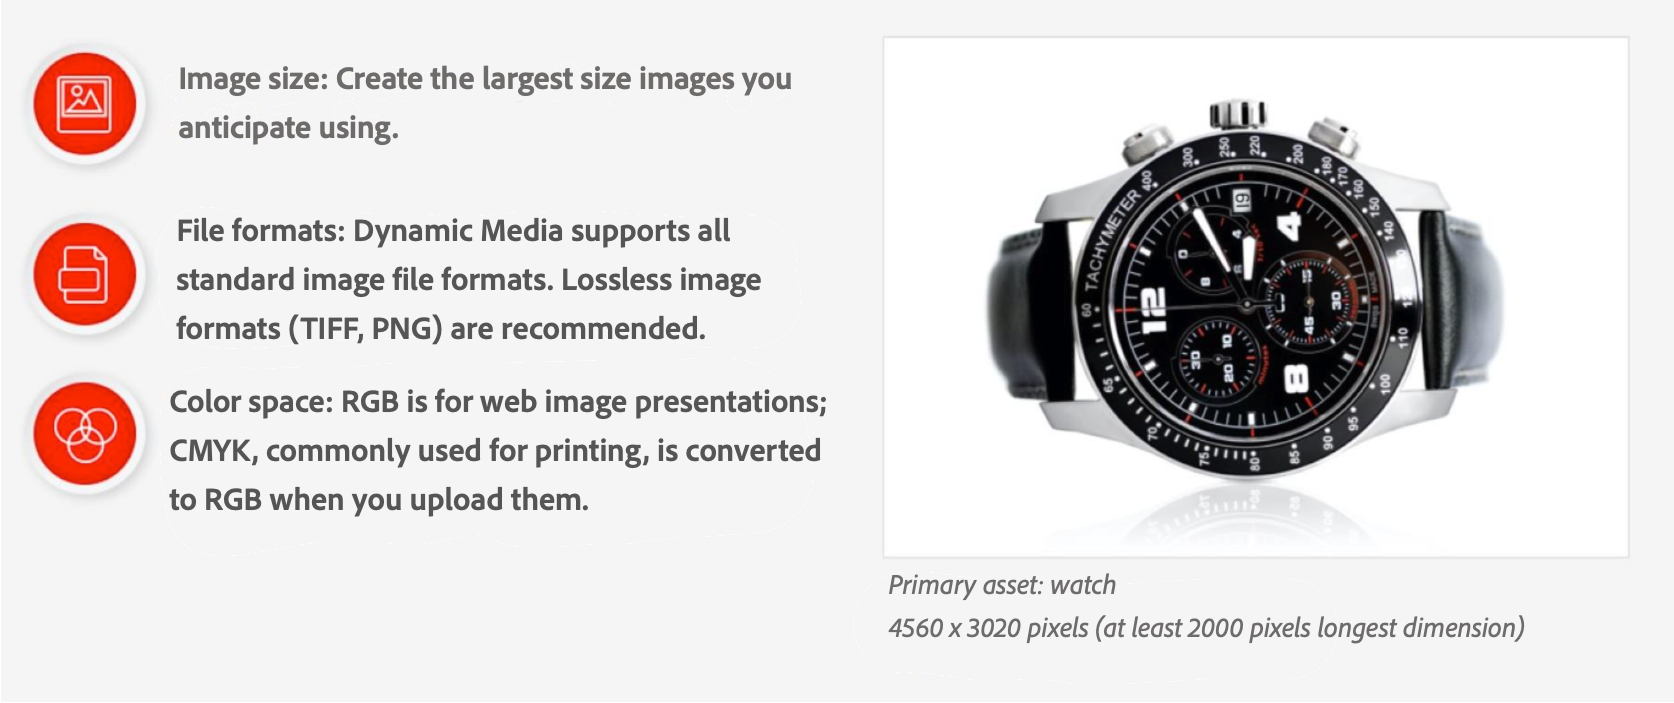 Image size: Create the largest size images you
anticipate using.
File formats: Dynamic Media supports all
standard image file formats. Lossless image
formats (TIFF, PNG) are recommended.
Color space: RGB is for web image presentations;
CMYK, commonly used for printing, is converted
to RGB when you upload them.
TACHYMETER
400
300
250
220
200
180
170
160
150
140
110
100
95
90
85
80
75
70
65
60
19
4
12
8
15
30
45
10
20
30
minutes
Primary asset: watch
4560 x 3020 pixels (at least 2000 pixels longest dimension)